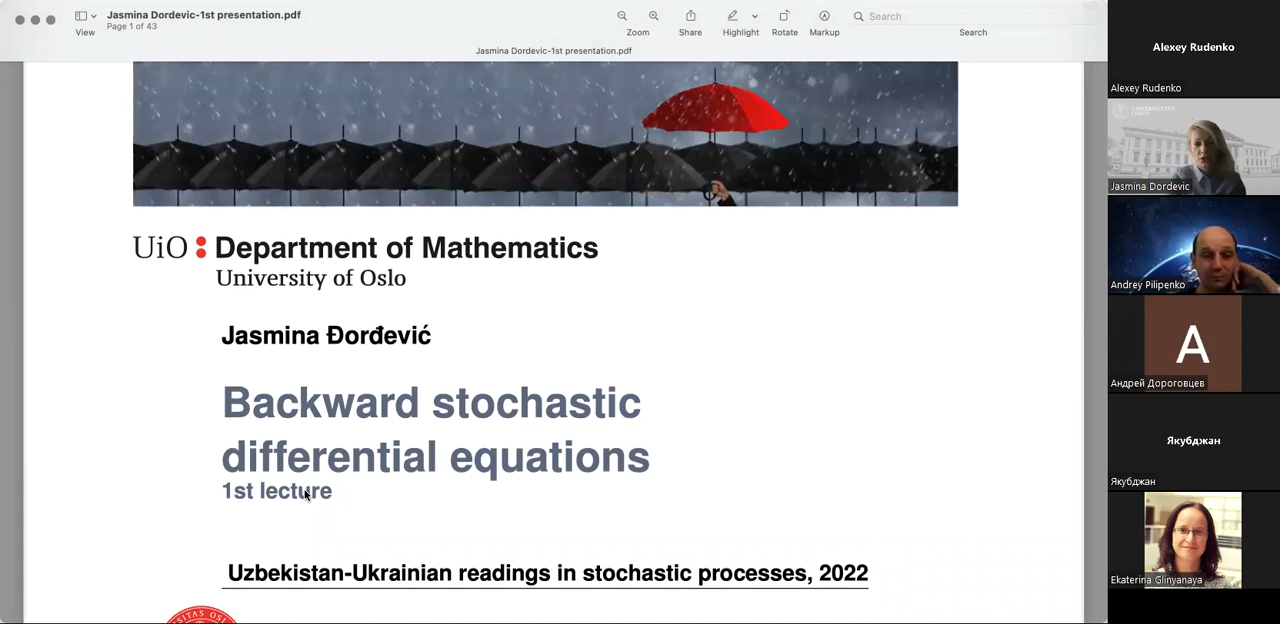 Jasmina Dordevic-1st presentation.pdf
Page 1 of 43
View
Zoom
Share
Highlight
Rotate
Markup
Search
Search
Jasmina Dordevic-1st presentation.pdf
UiO : Department of Mathematics
University of Oslo
Jasmina Đorđević
Backward stochastic
differential equations
1st lecture
Uzbekistan-Ukrainian readings in stochastic processes, 2022
Alexey Rudenko
Alexey Rudenko
Jasmina Dordevic
Andrey Pilipenko
А
Андрей Дороговцев
Якубджан
Якубджан
Ekaterina Glinyanaya